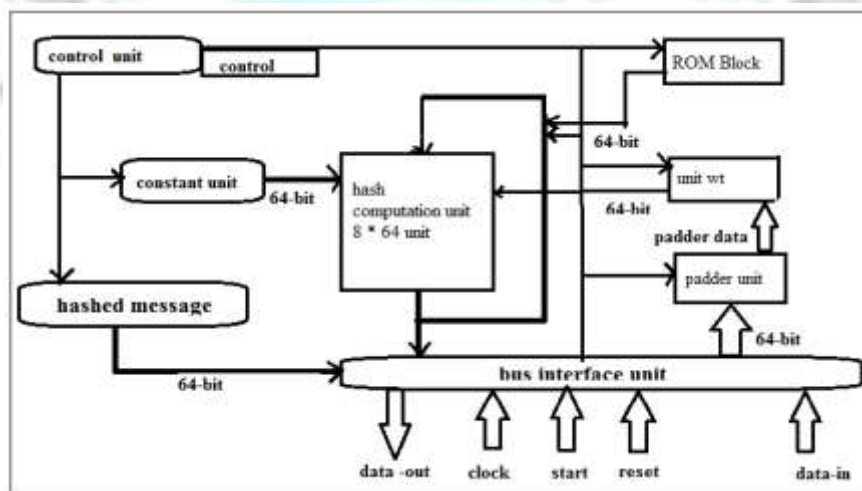 control unit
control
ROM Block
64-bit
constant unit
64-bit
hash
computation unit
8 * 64 unit
unit wt
64-bit
padder data
padder unit
hashed message
64-bit
64-bit
bus interface unit
data -out
clock
start
reset
data-in